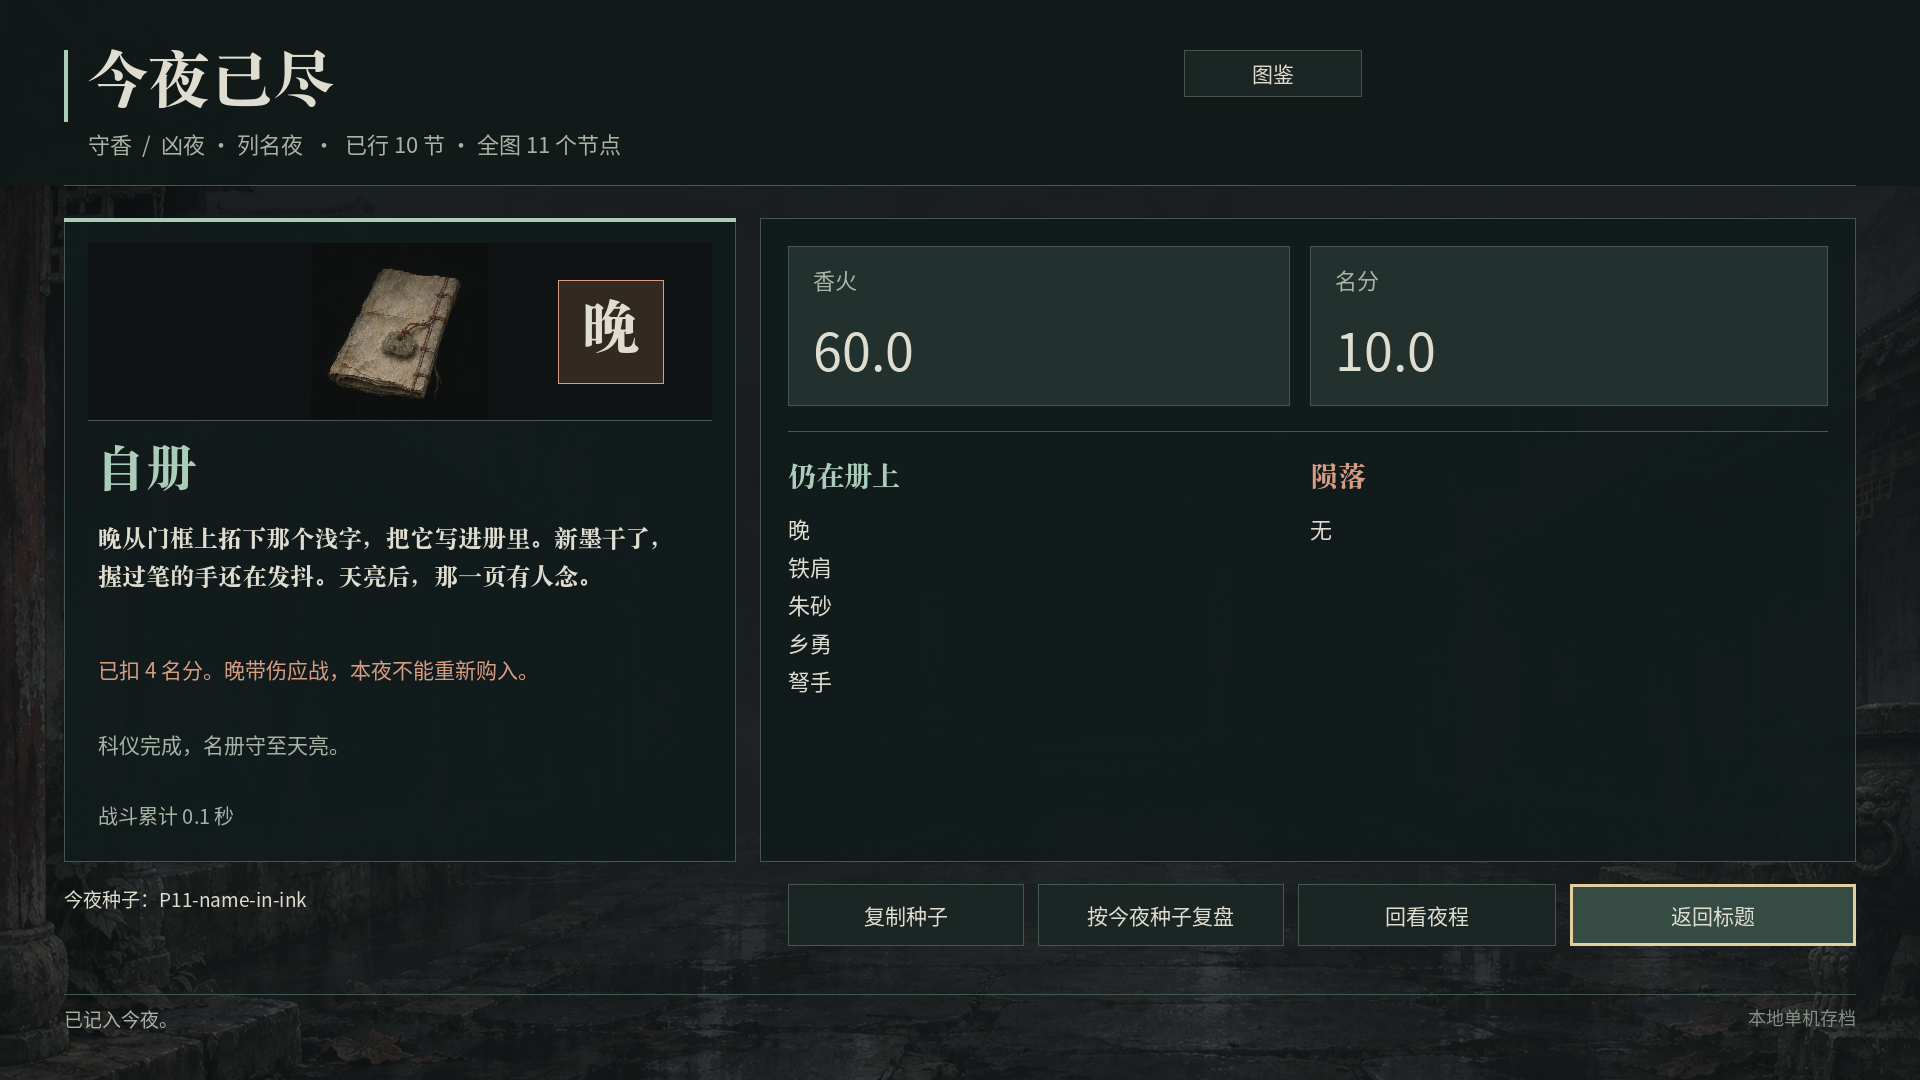 今夜已尽
图鉴
守香 / 凶夜 · 列名夜 · 已行 10 节 · 全图 11 个节点
晚
自册
晚从门框上拓下那个浅字，把它写进册里。新墨干了，
握过笔的手还在发抖。天亮后，那一页有人念。
已扣 4 名分。晚带伤应战，本夜不能重新购入。
科仪完成，名册守至天亮。
战斗累计 0.1 秒
香火
60.0
名分
10.0
仍在册上
晚
铁肩
朱砂
乡勇
弩手
陨落
无
今夜种子：P11-name-in-ink
复制种子
按今夜种子复盘
回看夜程
返回标题
已记入今夜。
本地单机存档